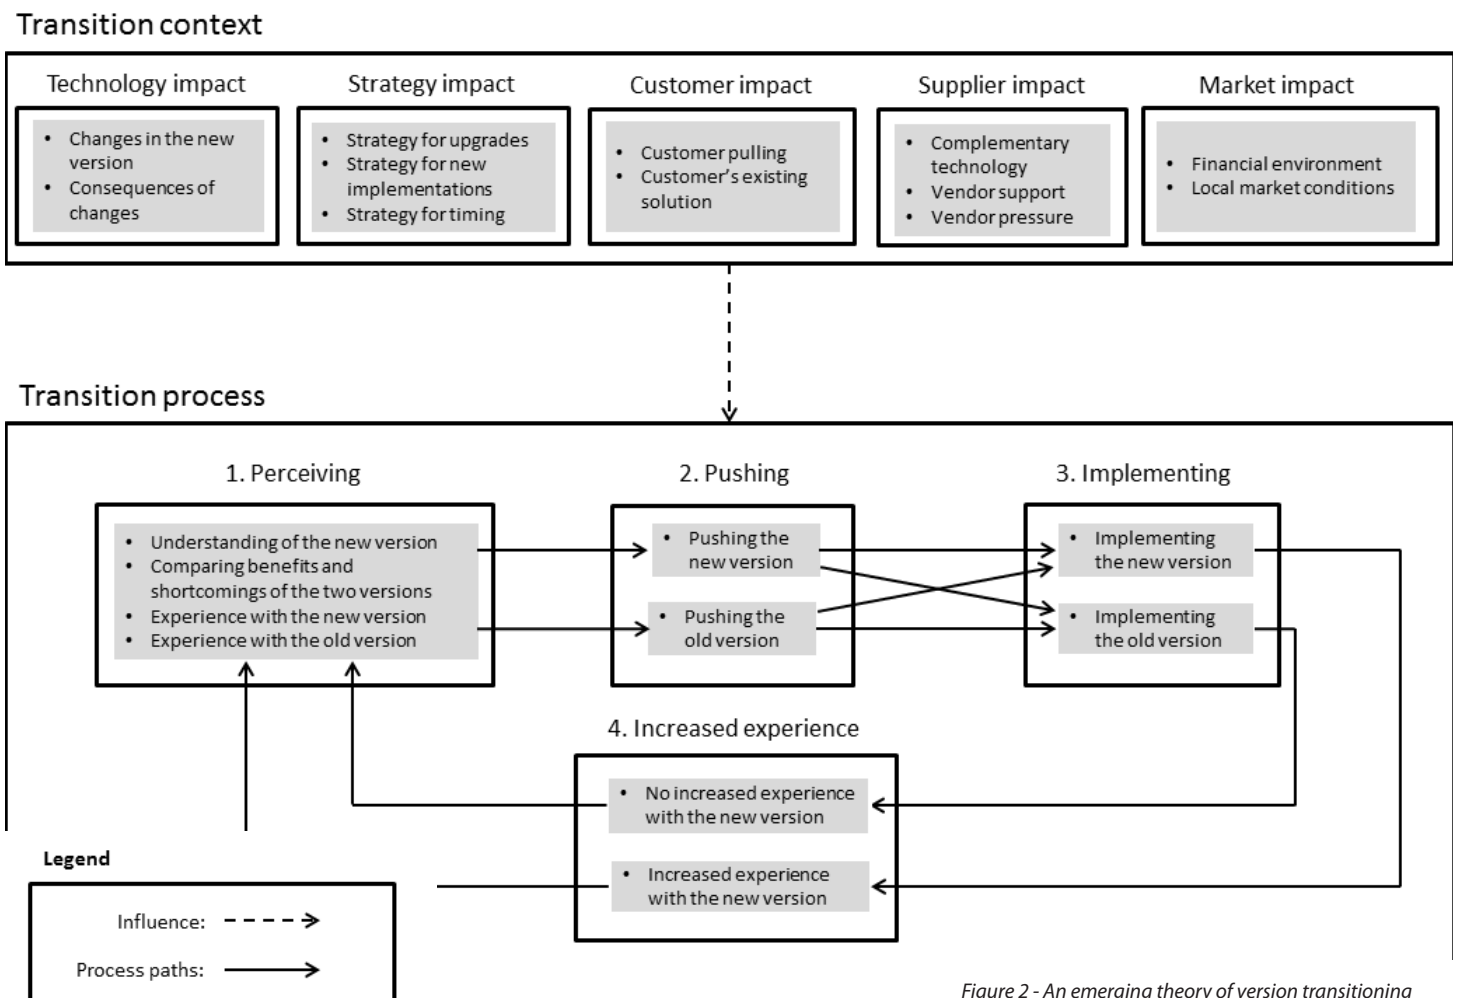 Transition context
Technology impact
• Changes in the new
version
• Consequences of
changes
Strategy impact
• Strategy for upgrades
• Strategy for new
implementations
• Strategy for timing
Customer impact
• Customer pulling
• Customer's existing
solution
Supplier impact
• Complementary
technology
• Vendor support
• Vendor pressure
Market impact
• Financial environment
• Local market conditions
Transition process
1. Perceiving
• Understanding of the new version
• Comparing benefits and
shortcomings of the two versions
• Experience with the new version
• Experience with the old version
2. Pushing
• Pushing the
new version
• Pushing the
old version
3. Implementing
• Implementing
the new version
• Implementing
the old version
4. Increased experience
• No increased experience
with the new version
• Increased experience
with the new version
Legend
Influence:
Process paths:
Figure 2 - An emerging theory of version transitioning